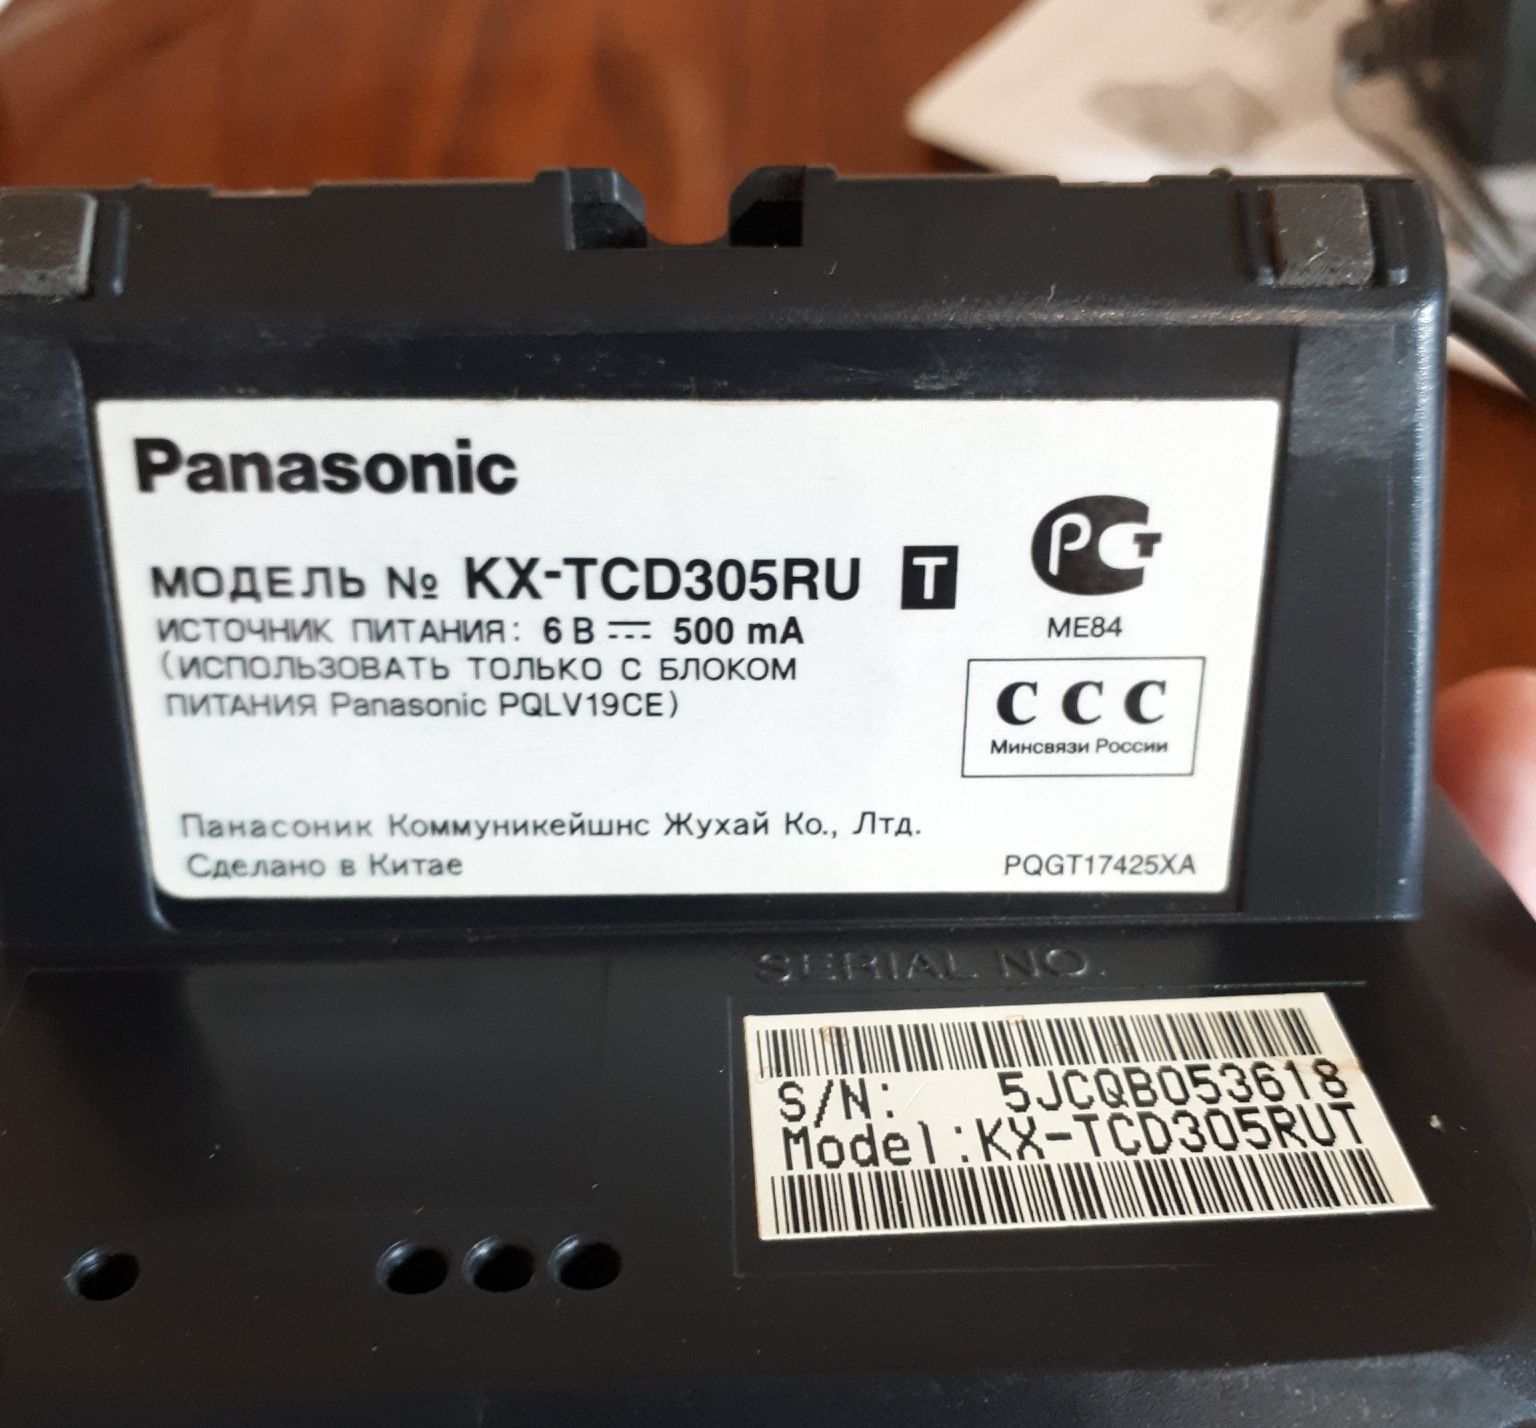 Panasonic
МОДЕЛЬ № KX-TCD305RU T
ИСТОЧНИК ПИТАНИЯ: 6 В 500 mA
(ИСПОЛЬЗОВАТЬ ТОЛЬКО С БЛОКОМ
ПИТАНИЯ Panasonic PQLV19CE)
РСТ
ME84
ССС
Минсвязи России
Панасоник Коммуникейшнс Жухай Ко., Лтд.
Сделано в Китае
PQGT17425XA
SERIAL NO.
S/N: 5JCQB053618
Model:KX-TCD305RUT